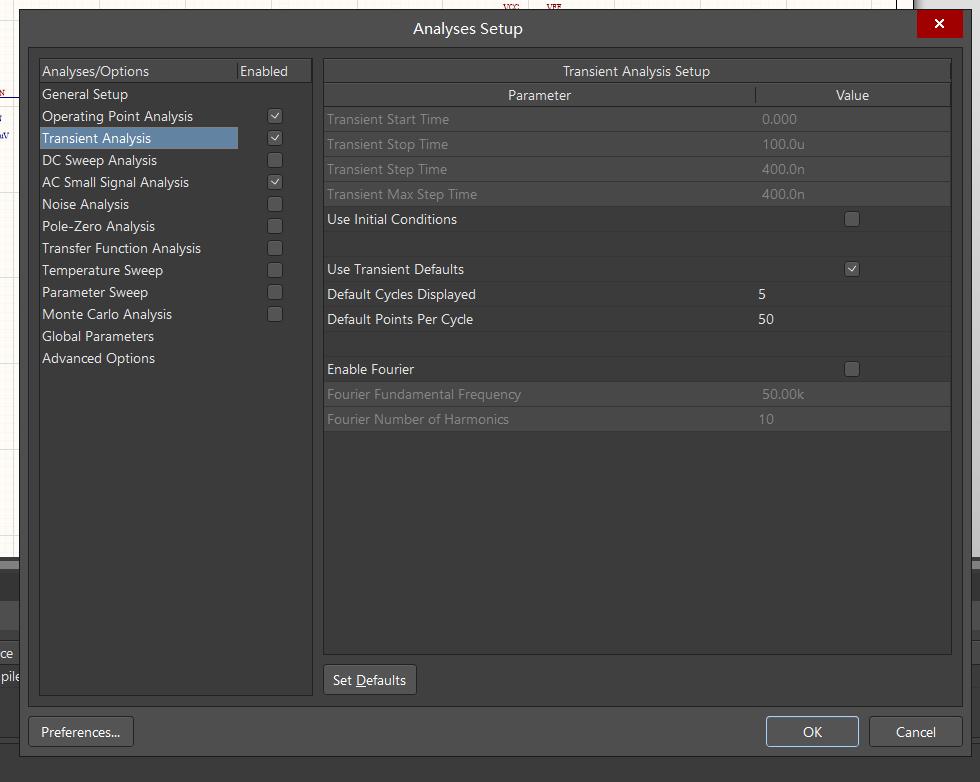 VCC VEE
Analyses Setup
Analyses/Options Enabled
General Setup
Operating Point Analysis
Transient Analysis
DC Sweep Analysis
AC Small Signal Analysis
Noise Analysis
Pole-Zero Analysis
Transfer Function Analysis
Temperature Sweep
Parameter Sweep
Monte Carlo Analysis
Global Parameters
Advanced Options
Transient Analysis Setup
Parameter Value
Transient Start Time 0.000
Transient Stop Time 100.0u
Transient Step Time 400.0n
Transient Max Step Time 400.0n
Use Initial Conditions
Use Transient Defaults
Default Cycles Displayed 5
Default Points Per Cycle 50
Enable Fourier
Fourier Fundamental Frequency 50.00k
Fourier Number of Harmonics 10
Set Defaults
Preferences... OK Cancel